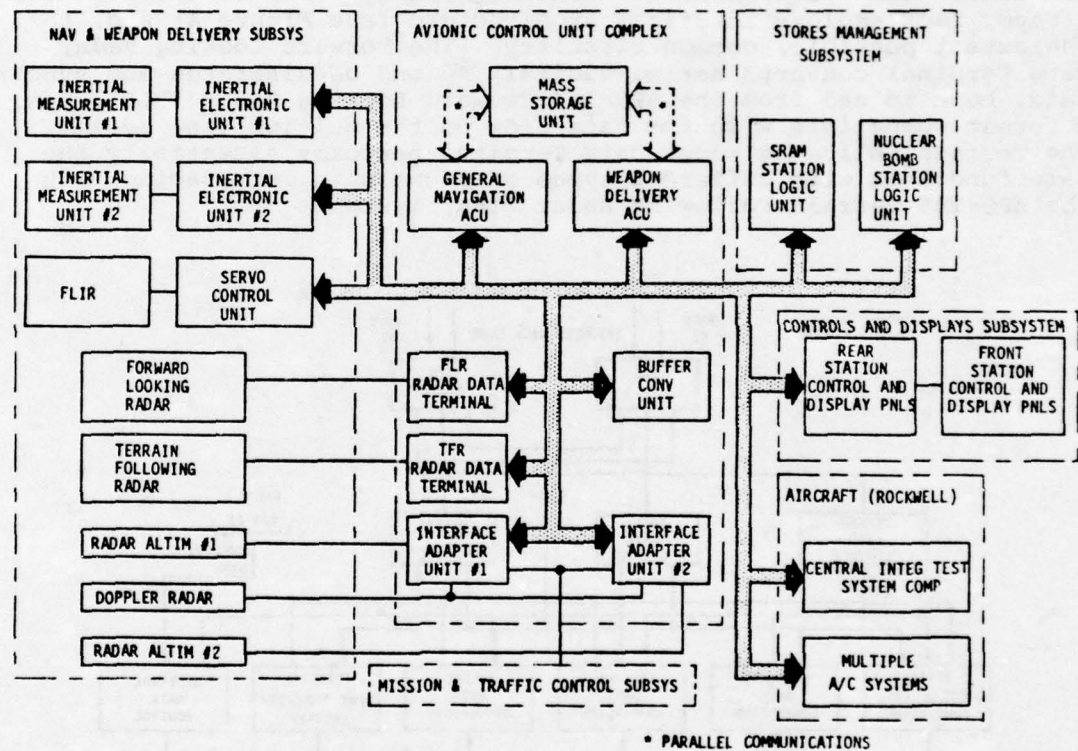 NAV & WEAPON DELIVERY SUBSYS
INERTIAL
MEASUREMENT
UNIT #1
INERTIAL
ELECTRONIC
UNIT #1
INERTIAL
MEASUREMENT
UNIT #2
INERTIAL
ELECTRONIC
UNIT #2
FLIR
SERVO
CONTROL
UNIT
FORWARD
LOOKING
RADAR
TERRAIN
FOLLOWING
RADAR
RADAR ALTIM #1
DOPPLER RADAR
RADAR ALTIM #2
AVIONIC CONTROL UNIT COMPLEX
*
MASS
STORAGE
UNIT
*
GENERAL
NAVIGATION
ACU
WEAPON
DELIVERY
ACU
FLR
RADAR DATA
TERMINAL
BUFFER
CONV
UNIT
TFR
RADAR DATA
TERMINAL
INTERFACE
ADAPTER
UNIT #1
INTERFACE
ADAPTER
UNIT #2
MISSION & TRAFFIC CONTROL SUBSYS
STORES MANAGEMENT
SUBSYSTEM
SRAM
STATION
LOGIC
UNIT
NUCLEAR
BOMB
STATION
LOGIC
UNIT
CONTROLS AND DISPLAYS SUBSYSTEM
REAR
STATION
CONTROL AND
DISPLAY PNLS
FRONT
STATION
CONTROL AND
DISPLAY PNLS
AIRCRAFT (ROCKWELL)
CENTRAL INTEG TEST
SYSTEM COMP
MULTIPLE
A/C SYSTEMS
* PARALLEL COMMUNICATIONS